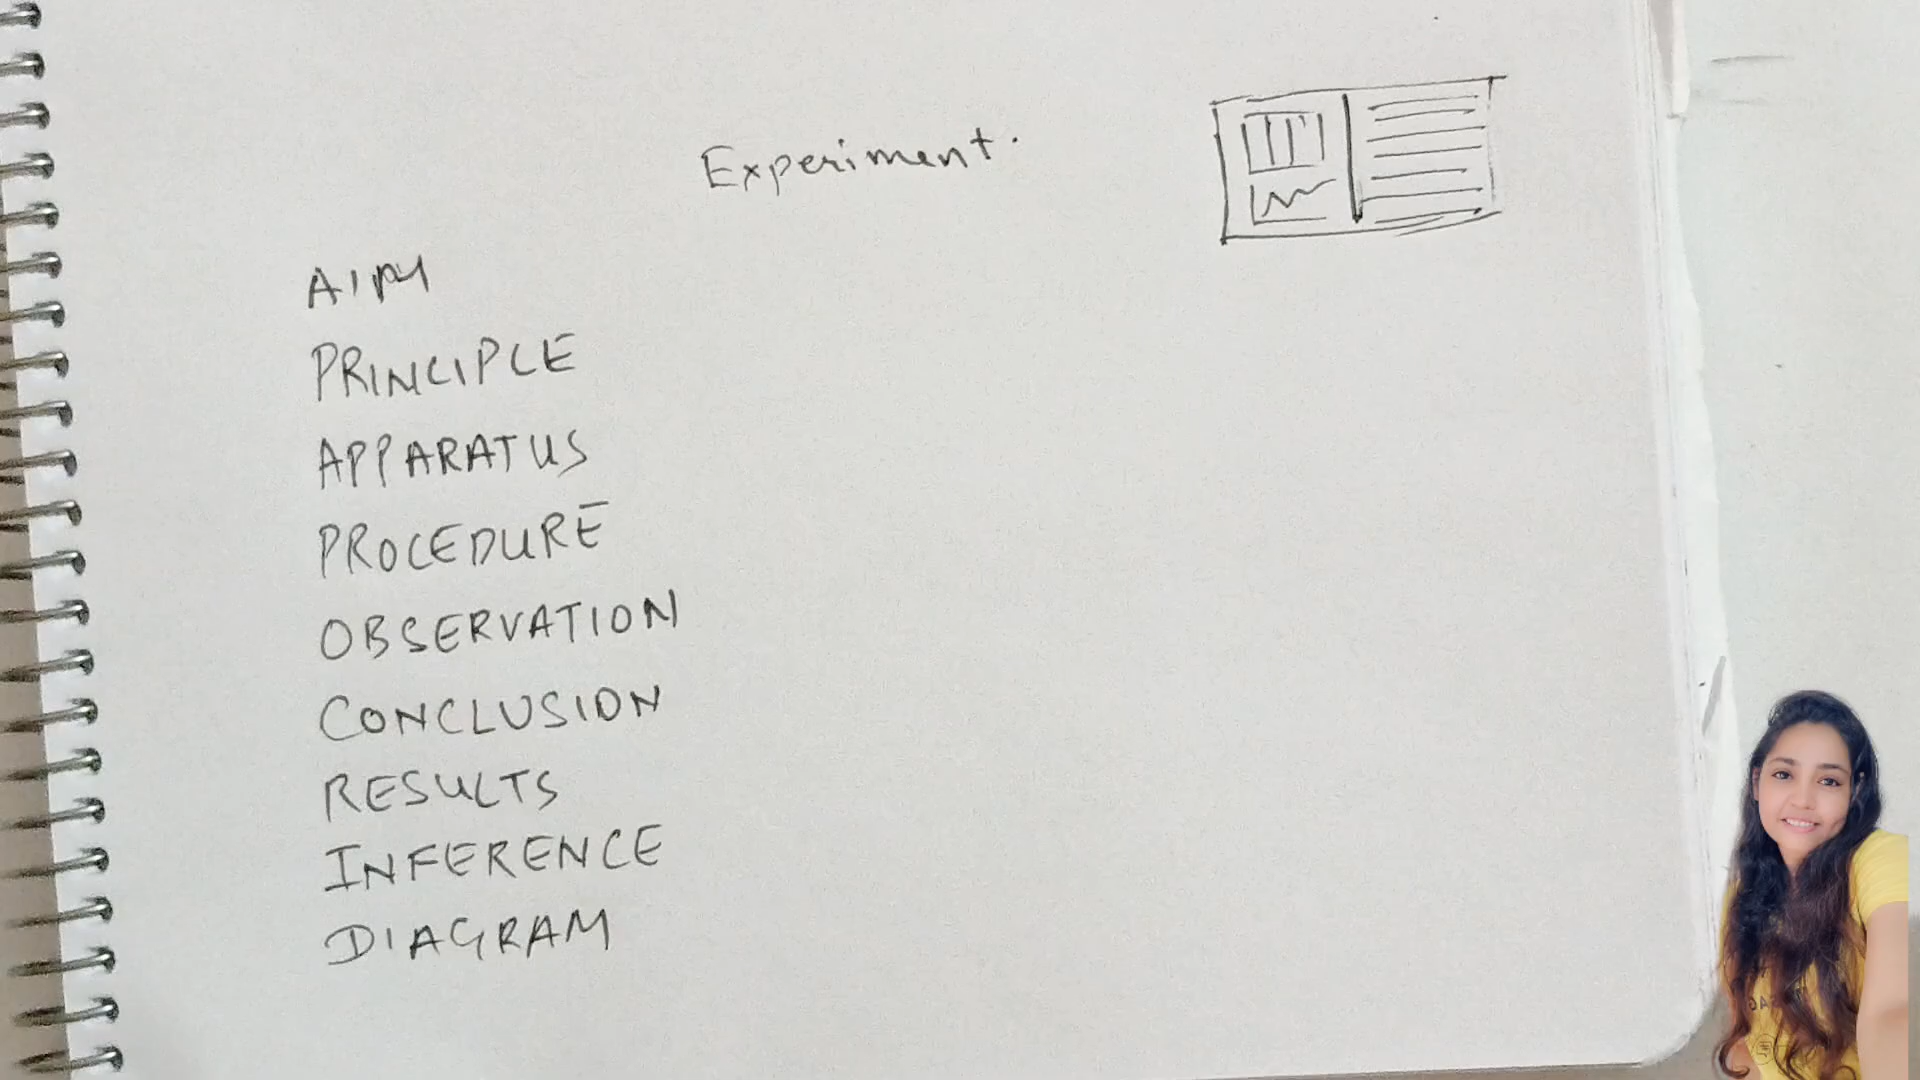 Experiment.
AIM
PRINCIPLE
APPARATUS
PROCEDURE
OBSERVATION
CONCLUSION
RESULTS
INFERENCE
DIAGRAM